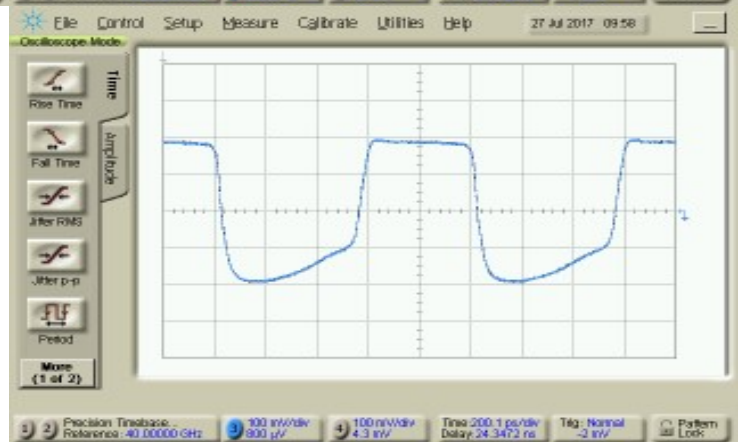 File Control Setup Measure Calibrate Utilities Help 27 Jul 2017 09:58
Oscilloscope Mode
Time
Amplitude
Rise Time
Fall Time
Jitter RMS
Jitter p-p
Period
More
(1 of 2)
1 2 Precision Timebase...
Reference: 40.00000 GHz
3 100 mV/div
800 µV
4 100 mV/div
4.3 mV
Time:200.1 ps/div
Delay:24.3472 ns
Trig: Normal
-2 mV
Pattern
Lock